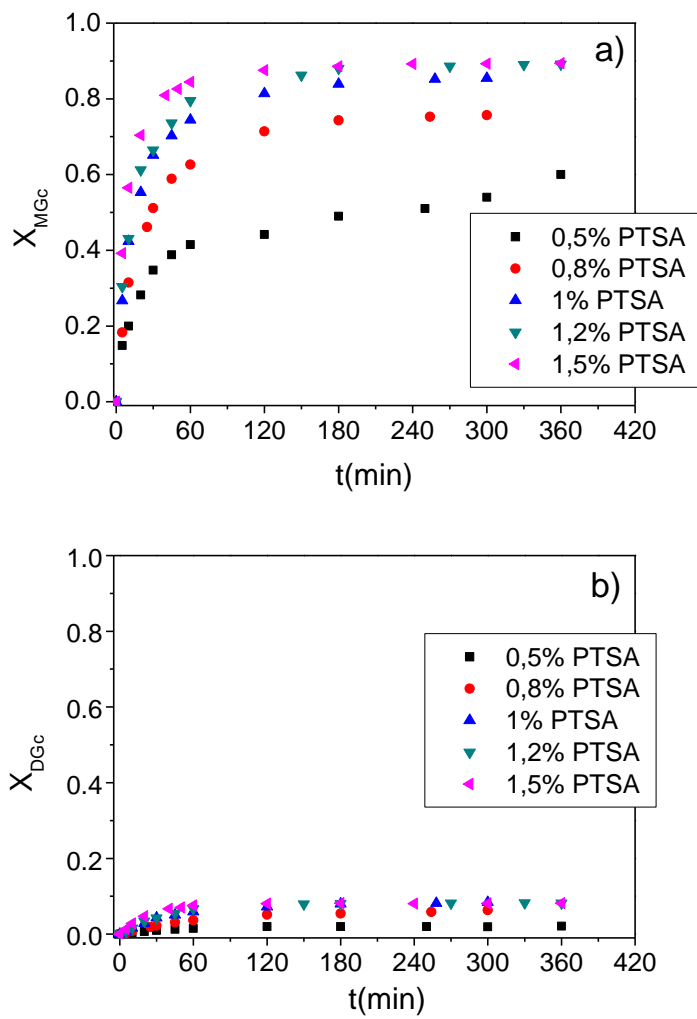 a)
1.0
0.8
0.6
0.4
0.2
0.0
X_MGc
0,5% PTSA
0,8% PTSA
1% PTSA
1,2% PTSA
1,5% PTSA
0 60 120 180 240 300 360 420
t(min)
b)
1.0
0.8
0.6
0.4
0.2
0.0
X_DGc
0,5% PTSA
0,8% PTSA
1% PTSA
1,2% PTSA
1,5% PTSA
0 60 120 180 240 300 360 420
t(min)